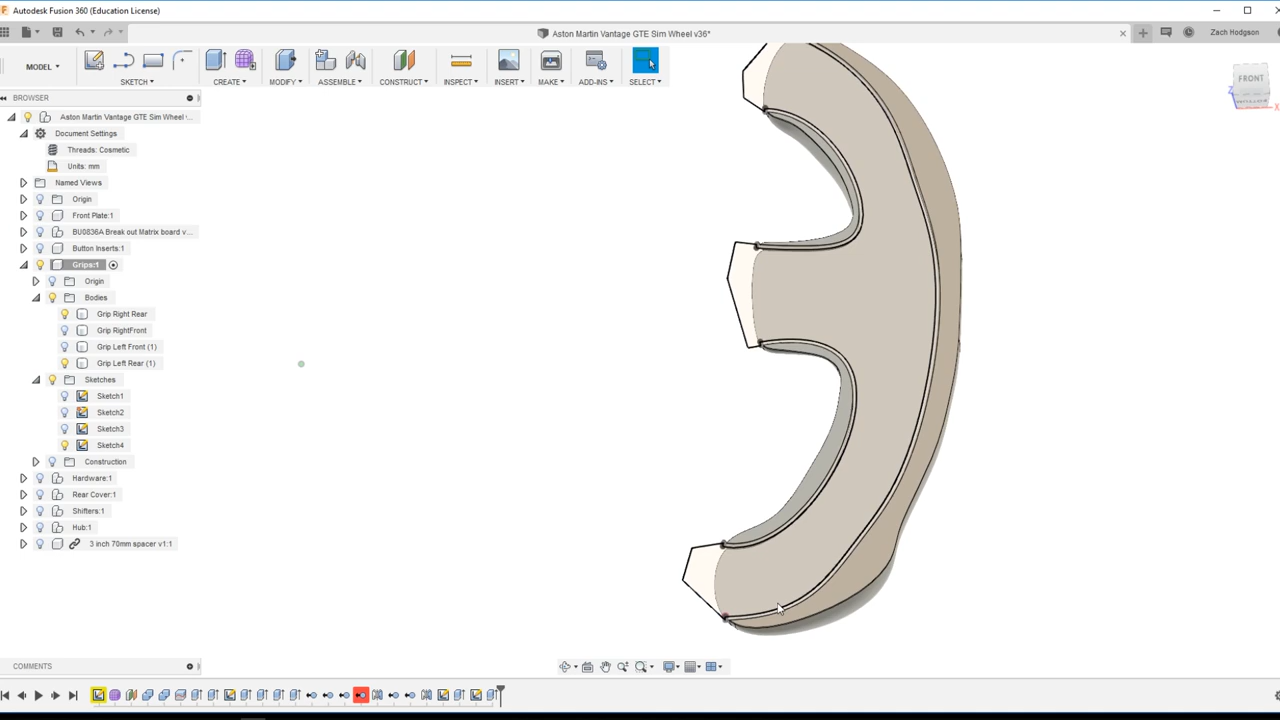 Autodesk Fusion 360 (Education License)
Aston Martin Vantage GTE Sim Wheel v36*
Zach Hodgson
MODEL
SKETCH
CREATE
MODIFY
ASSEMBLE
CONSTRUCT
INSPECT
INSERT
MAKE
ADD-INS
SELECT
FRONT
Z
X
BROWSER
Aston Martin Vantage GTE Sim Wheel ...
Document Settings
Threads: Cosmetic
Units: mm
Named Views
Origin
Front Plate:1
BU0836A Break out Matrix board v...
Button Inserts:1
Grips:1
Origin
Bodies
Grip Right Rear
Grip RightFront
Grip Left Front (1)
Grip Left Rear (1)
Sketches
Sketch1
Sketch2
Sketch3
Sketch4
Construction
Hardware:1
Rear Cover:1
Shifters:1
Hub:1
3 inch 70mm spacer v1:1
COMMENTS